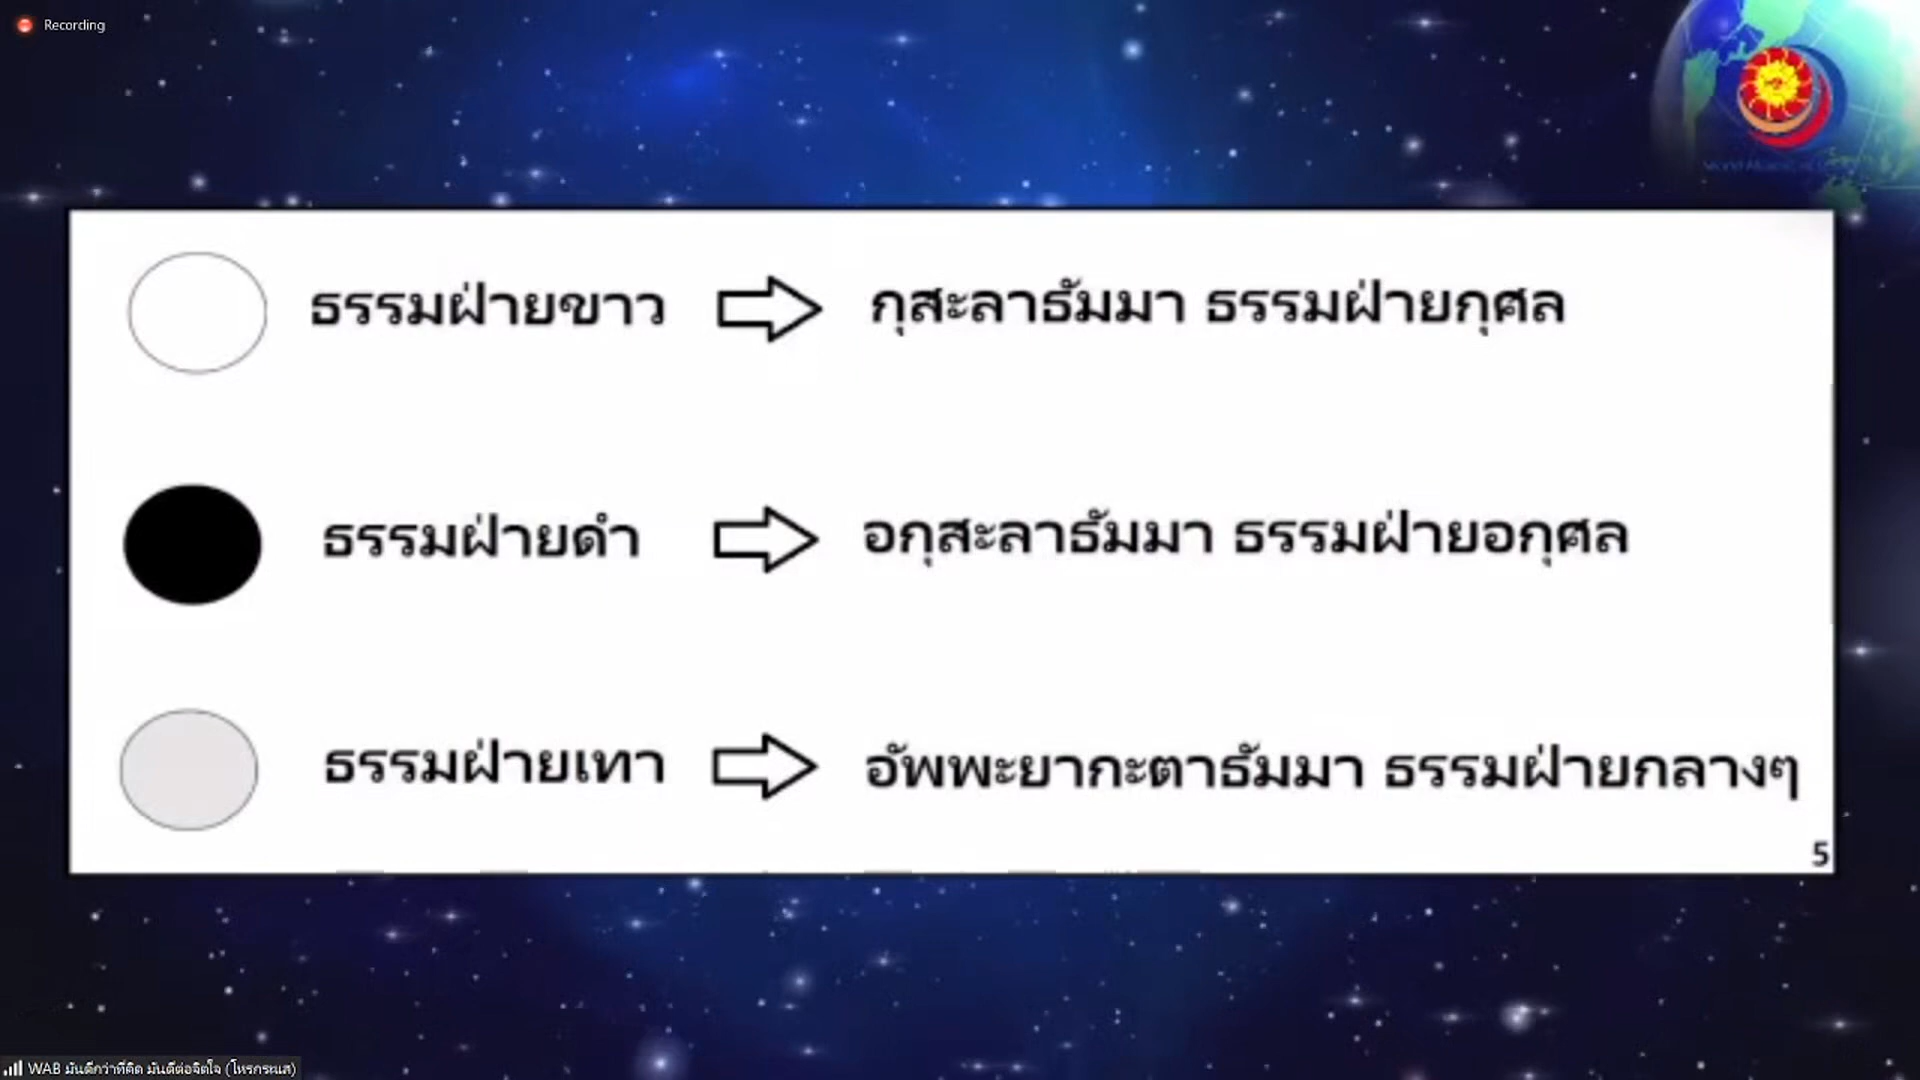 Recording
ธรรมฝ่ายขาว กุสะลาธัมมา ธรรมฝ่ายกุศล
ธรรมฝ่ายดำ อกุสะลาธัมมา ธรรมฝ่ายอกุศล
ธรรมฝ่ายเทา อัพพะยากะตาธัมมา ธรรมฝ่ายกลางๆ
5
WAB มันดีกว่าที่คิด มันดีต่อจิตใจ (โหรกระแส)